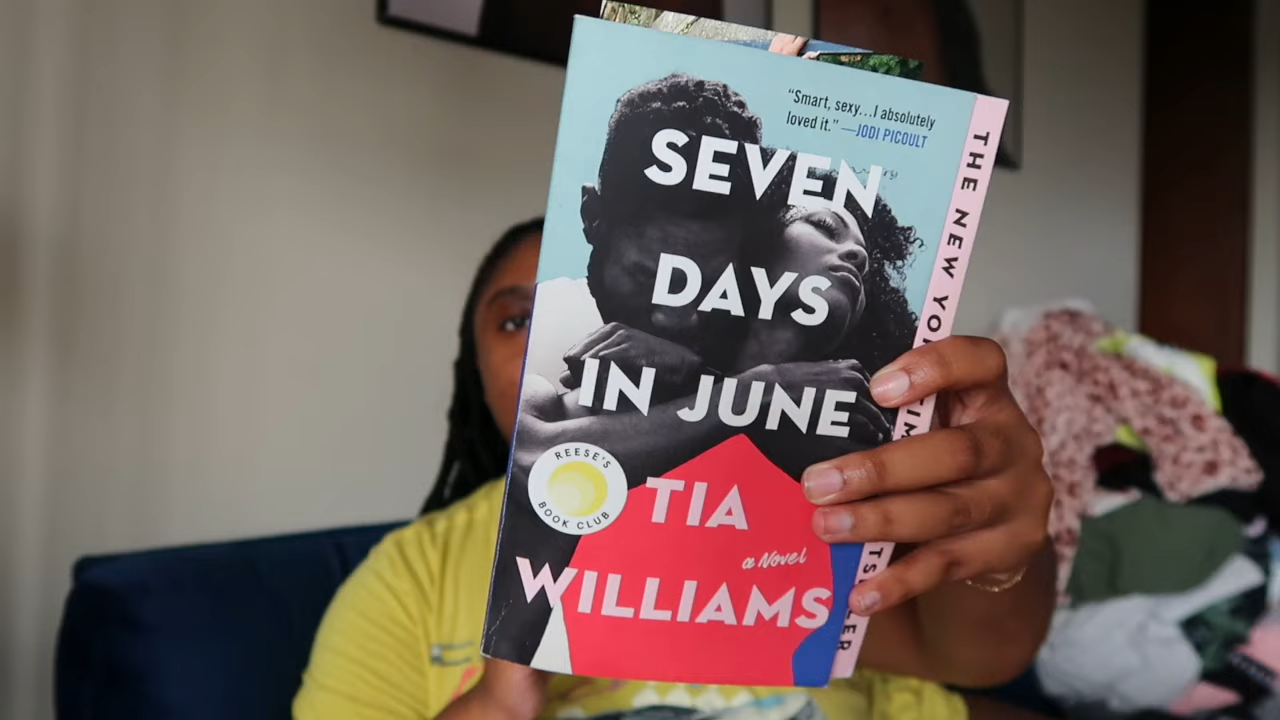 “Smart, sexy...I absolutely
loved it.” —JODI PICOULT
SEVEN
DAYS
IN JUNE
REESE'S
BOOK CLUB
TIA
a Novel
WILLIAMS
THE NEW YO